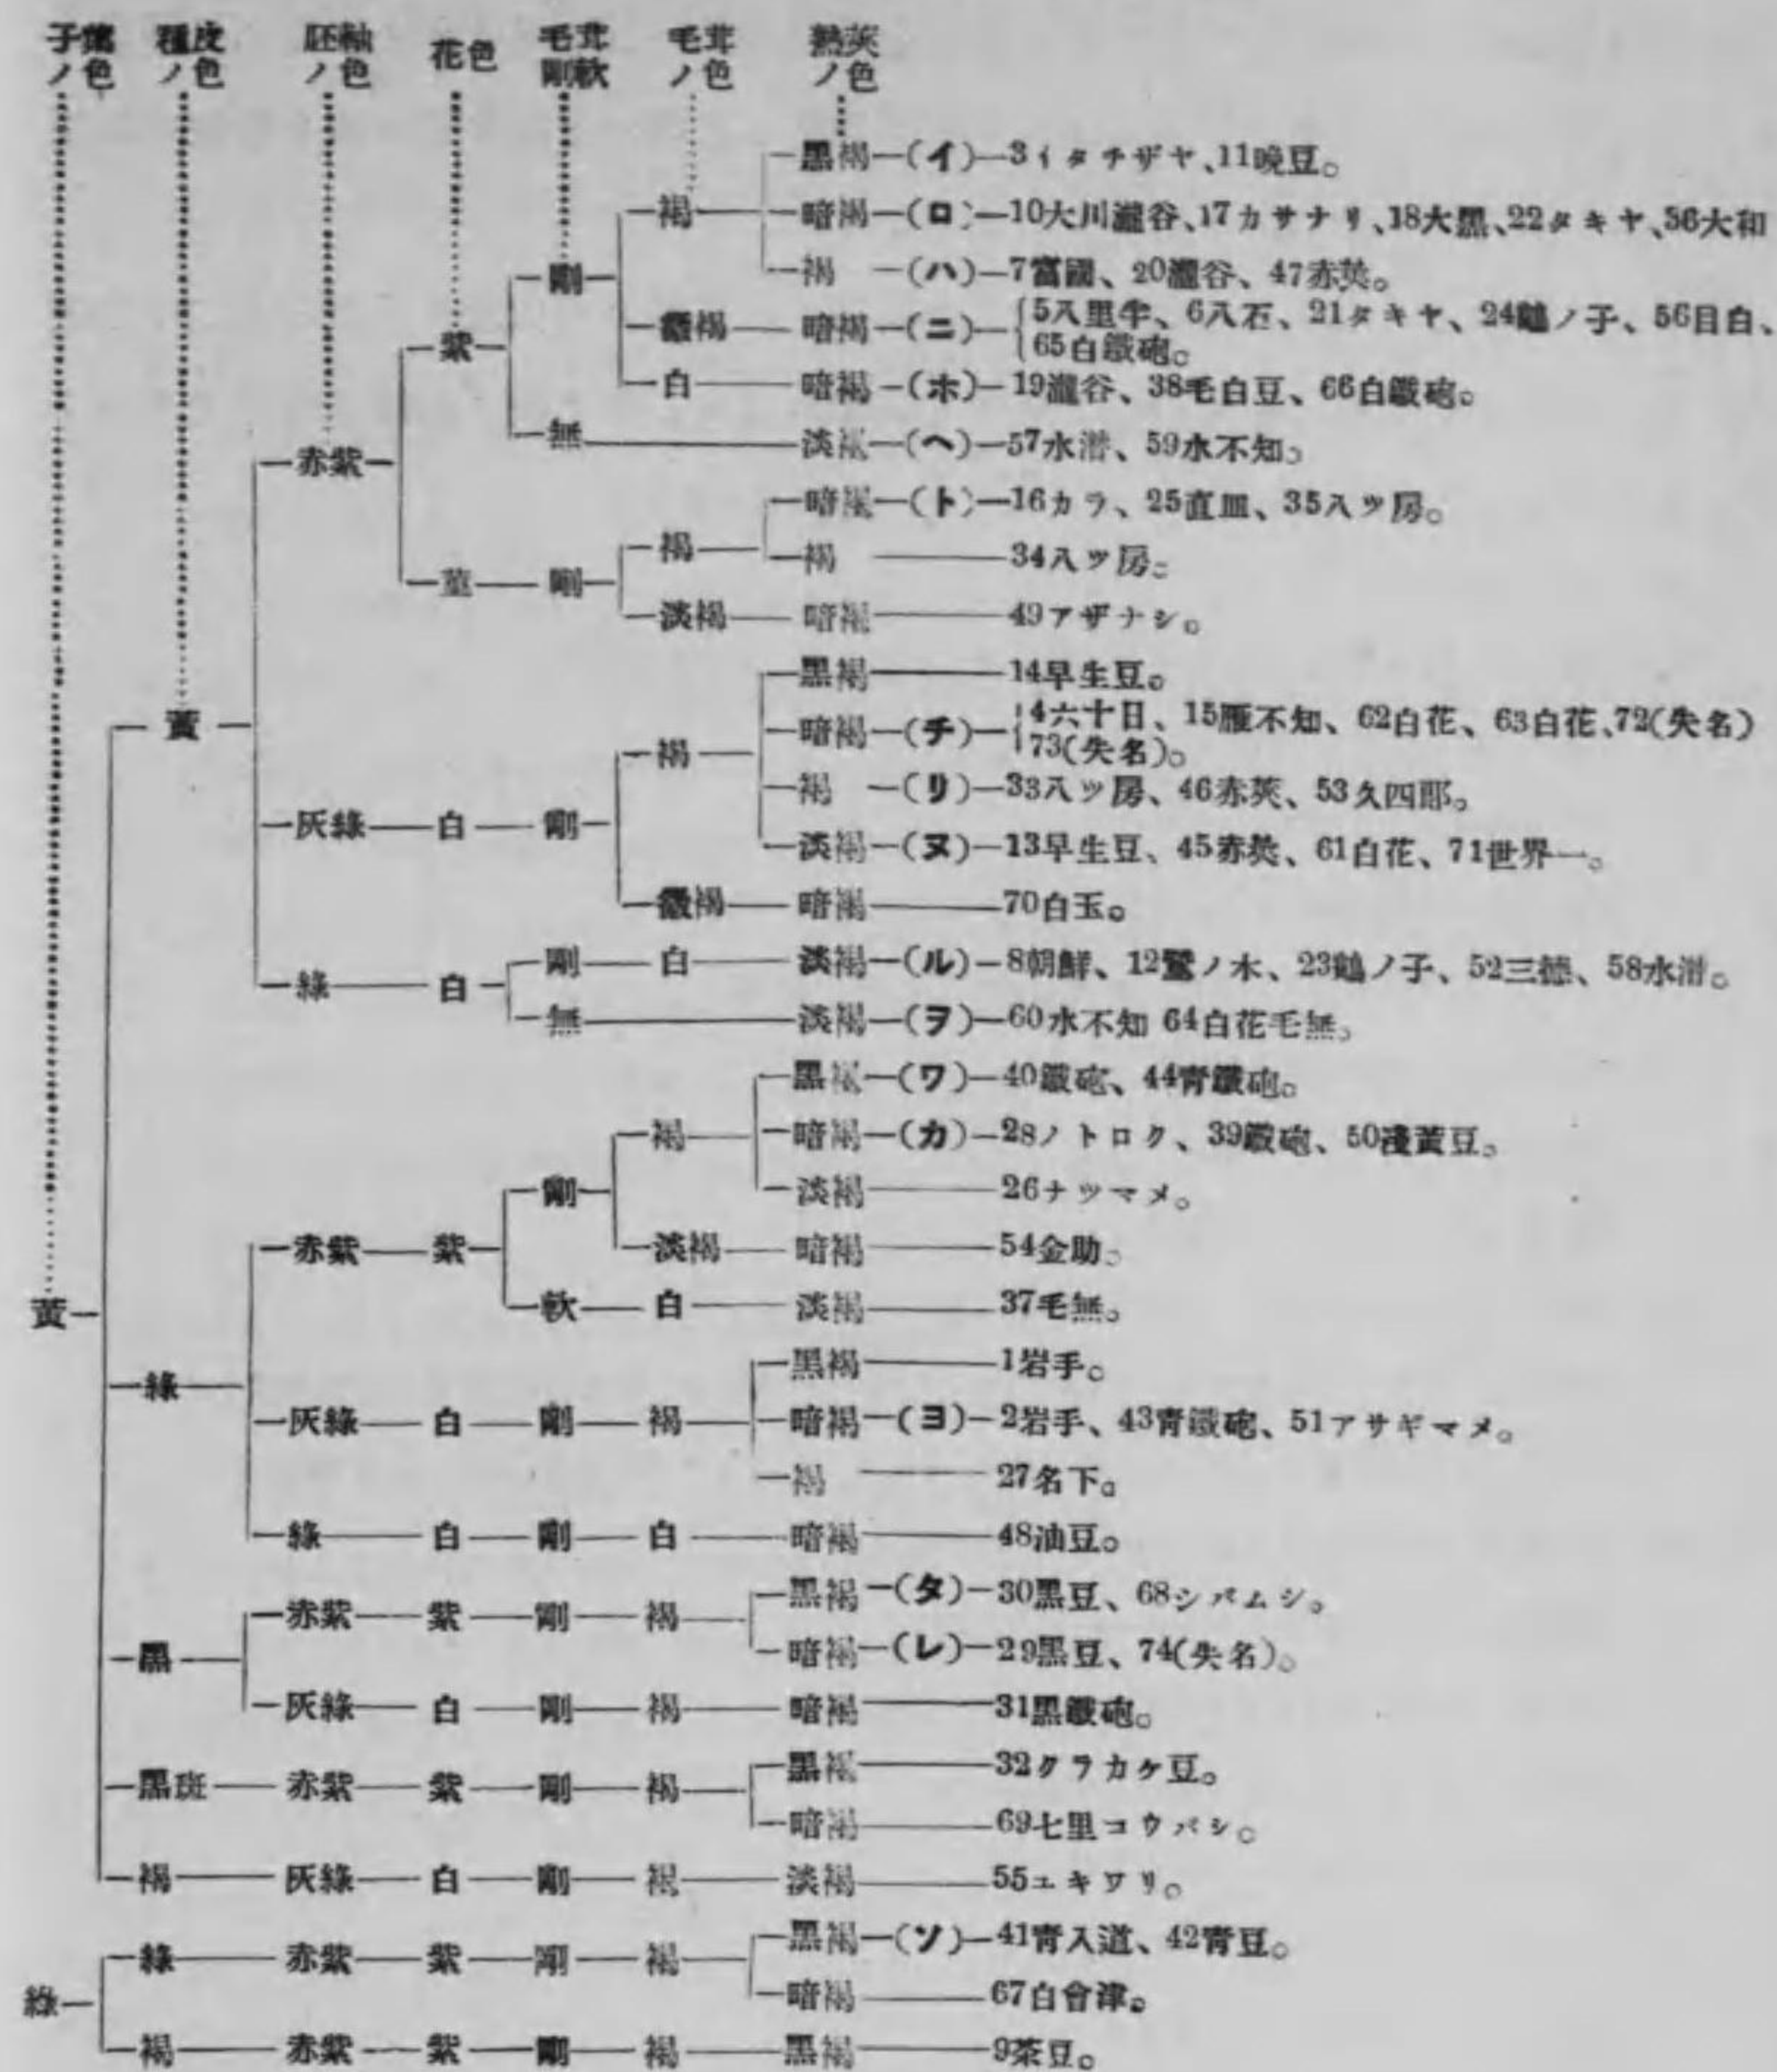 子葉ノ色 種皮ノ色 胚軸ノ色 花色 毛茸剛軟 毛茸ノ色 熟莢ノ色
黒褐—(イ)—3イタチザヤ、11晩豆。
褐 暗褐—(ロ)—10大川瀧谷、17カサナリ、18大黒、22タキヤ、36大和
剛 褐—(ハ)—7富國、20瀧谷、47赤莢。
紫 微褐—暗褐—(ニ)—5八里半、6八石、21タキヤ、24鶴ノ子、56目白、
65白鐵砲。
白—暗褐—(ホ)—19瀧谷、38毛白豆、66白鐵砲。
赤紫 無—淡褐—(ヘ)—57水潜、59水不知。
暗褐—(ト)—16カラ、25直皿、35八ツ房。
褐 褐—34八ツ房。
菫—剛 淡褐—暗褐—49アザナシ。
黒褐—14早生豆。
黃 暗褐—(チ)—4六十日、15雁不知、62白花、63白花、72(失名)
73(失名)。
褐 褐—(リ)—33八ツ房、46赤莢、53久四郎。
灰綠—白—剛 淡褐—(ヌ)—13早生豆、45赤莢、61白花、71世界一。
微褐—暗褐—70白玉。
剛—白—淡褐—(ル)—8朝鮮、12鷲ノ木、23鶴ノ子、52三德、58水潜。
綠—白 無—淡褐—(ヲ)—60水不知 64白花毛無。
黒褐—(ワ)—40鐵砲、44青鐵砲。
褐 暗褐—(カ)—28ノトロク、39鐵砲、50淺黃豆。
剛 淡褐—26ナツマメ。
赤紫—紫 淡褐—暗褐—54金助。
黃 軟—白—淡褐—37毛無。
黒褐—1岩手。
綠 灰綠—白—剛—褐 暗褐—(ヨ)—2岩手、43青鐵砲、51アサギマメ。
褐—27名下。
綠—白—剛—白—暗褐—48油豆。
赤紫—紫—剛—褐 黒褐—(タ)—30黒豆、68シバムシ。
黒 暗褐—(レ)—29黒豆、74(失名)。
灰綠—白—剛—褐—暗褐—31黒鐵砲。
黒斑—赤紫—紫—剛—褐 黒褐—32クラカケ豆。
暗褐—69七里コウバシ。
褐—灰綠—白—剛—褐—淡褐—55ユキワリ。
綠—赤紫—紫—剛—褐 黒褐—(ソ)—41青入道、42青豆。
綠 暗褐—67白會津。
褐—赤紫—紫—剛—褐—黒褐—9茶豆。